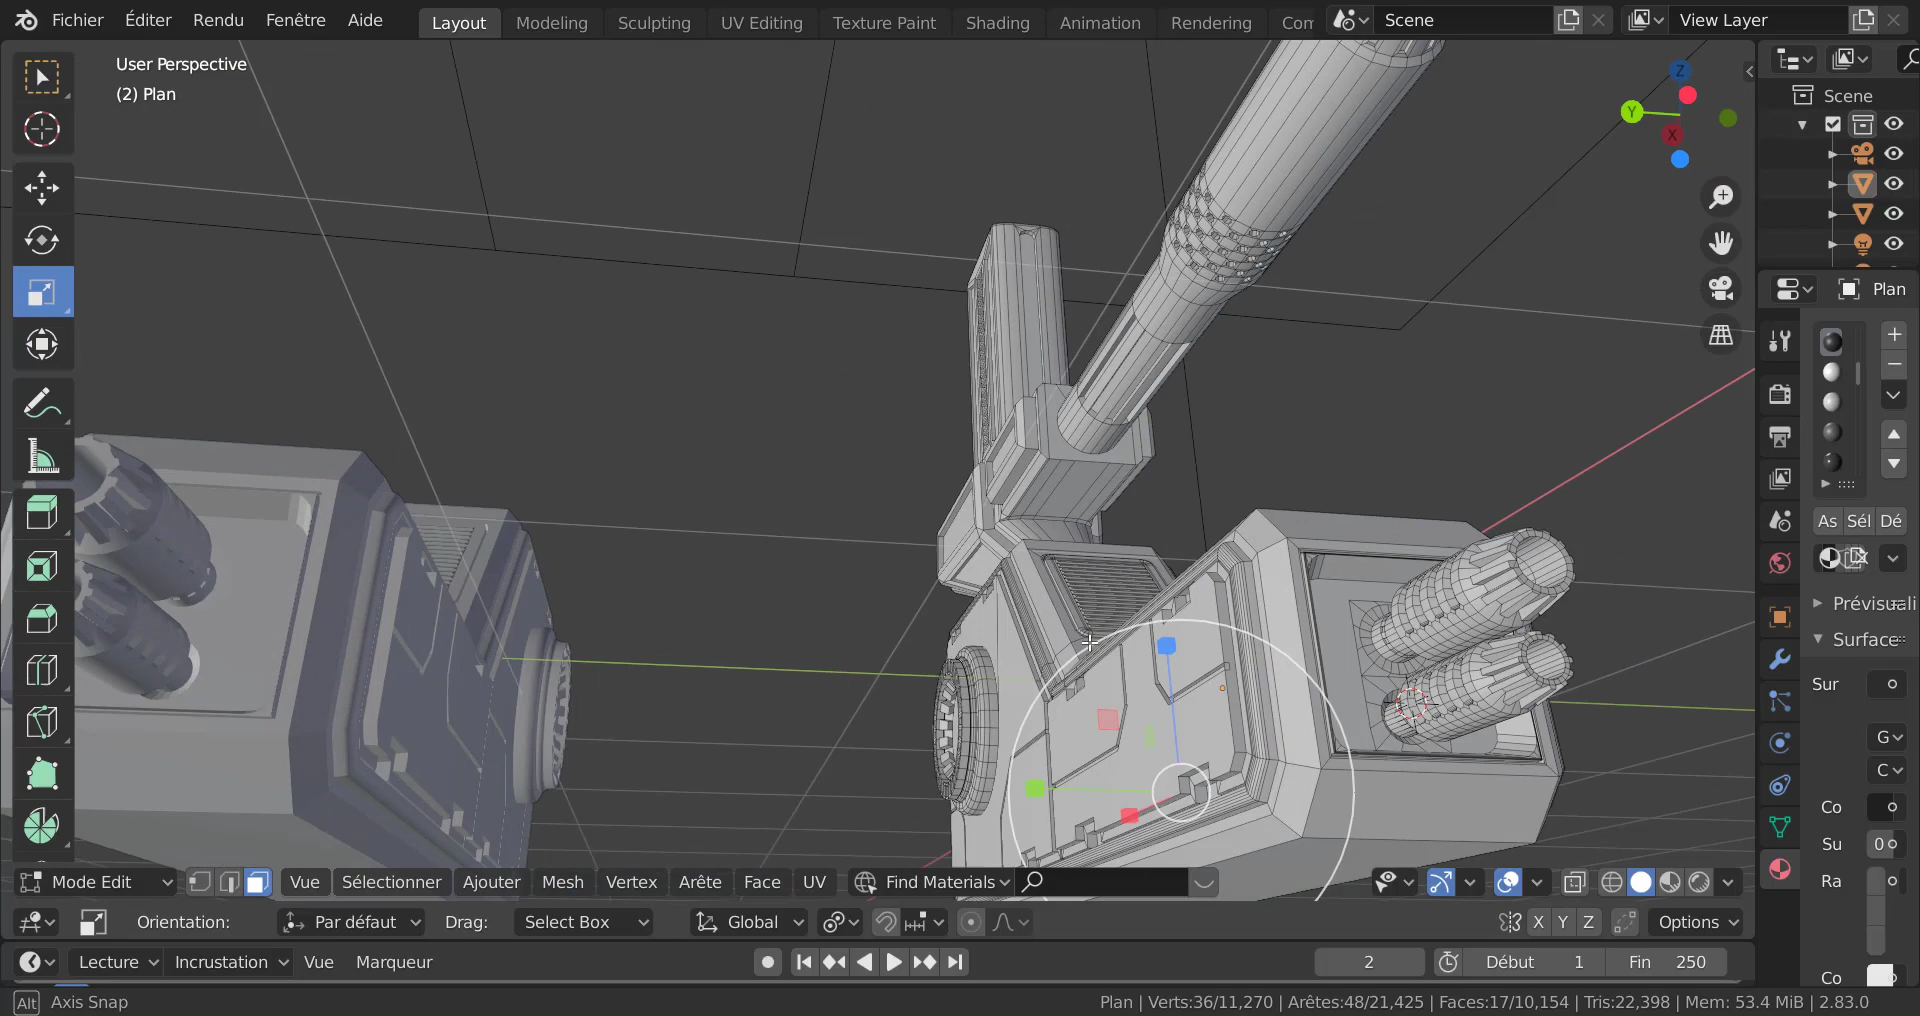 Fichier Éditer Rendu Fenêtre Aide Layout Modeling Sculpting UV Editing Texture Paint Shading Animation Rendering Com Scene View Layer
User Perspective
(2) Plan
Z
Y
X
Scene
Plan
As Sél Dé
Prévisuali
Surface
Sur
G
C
Co
Su 0
Ra
Co
Mode Edit Vue Sélectionner Ajouter Mesh Vertex Arête Face UV Find Materials
Orientation: Par défaut Drag: Select Box Global X Y Z Options
Lecture Incrustation Vue Marqueur 2 Début 1 Fin 250
Alt Axis Snap Plan | Verts:36/11,270 | Arêtes:48/21,425 | Faces:17/10,154 | Tris:22,398 | Mem: 53.4 MiB | 2.83.0